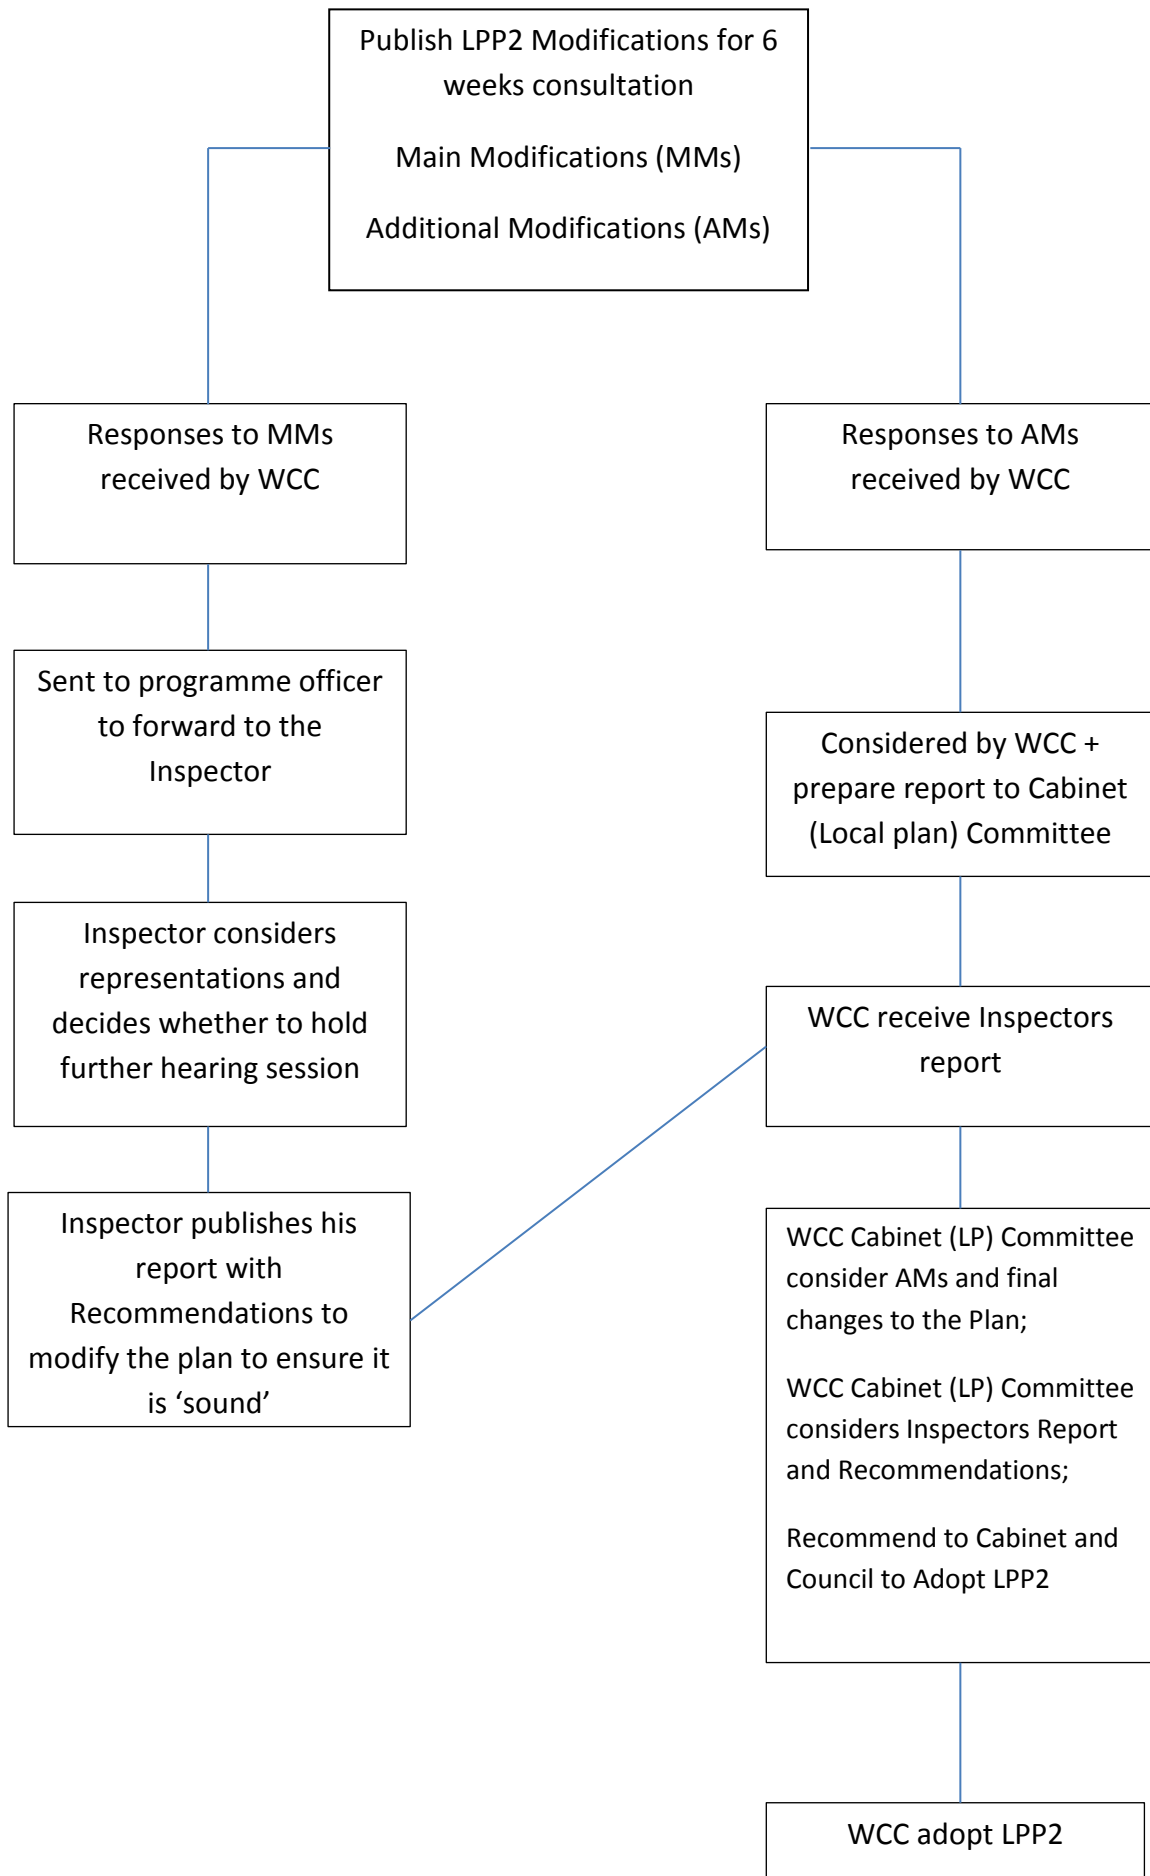 Publish LPP2 Modifications for 6
weeks consultation
Main Modifications (MMs)
Additional Modifications (AMs)
Responses to MMs
received by WCC
Sent to programme officer
to forward to the
Inspector
Inspector considers
representations and
decides whether to hold
further hearing session
Inspector publishes his
report with
Recommendations to
modify the plan to ensure it
is ‘sound’
Responses to AMs
received by WCC
Considered by WCC +
prepare report to Cabinet
(Local plan) Committee
WCC receive Inspectors
report
WCC Cabinet (LP) Committee
consider AMs and final
changes to the Plan;
WCC Cabinet (LP) Committee
considers Inspectors Report
and Recommendations;
Recommend to Cabinet and
Council to Adopt LPP2
WCC adopt LPP2